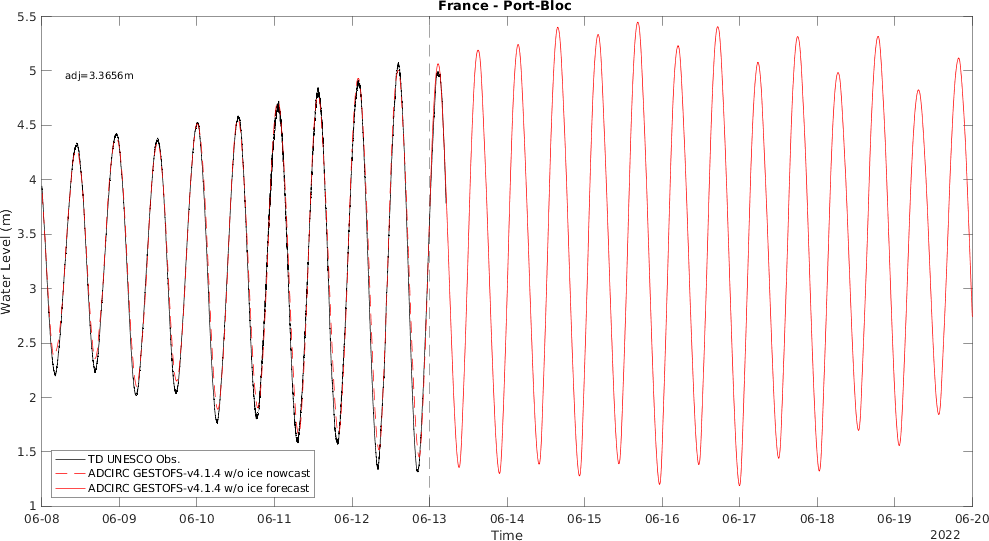 France - Port-Bloc
adj=3.3656m
5.5
5
4.5
4
3.5
3
2.5
2
1.5
1
Water Level (m)
TD UNESCO Obs.
ADCIRC GESTOFS-v4.1.4 w/o ice nowcast
ADCIRC GESTOFS-v4.1.4 w/o ice forecast
06-08 06-09 06-10 06-11 06-12 06-13 06-14 06-15 06-16 06-17 06-18 06-19 06-20
Time
2022